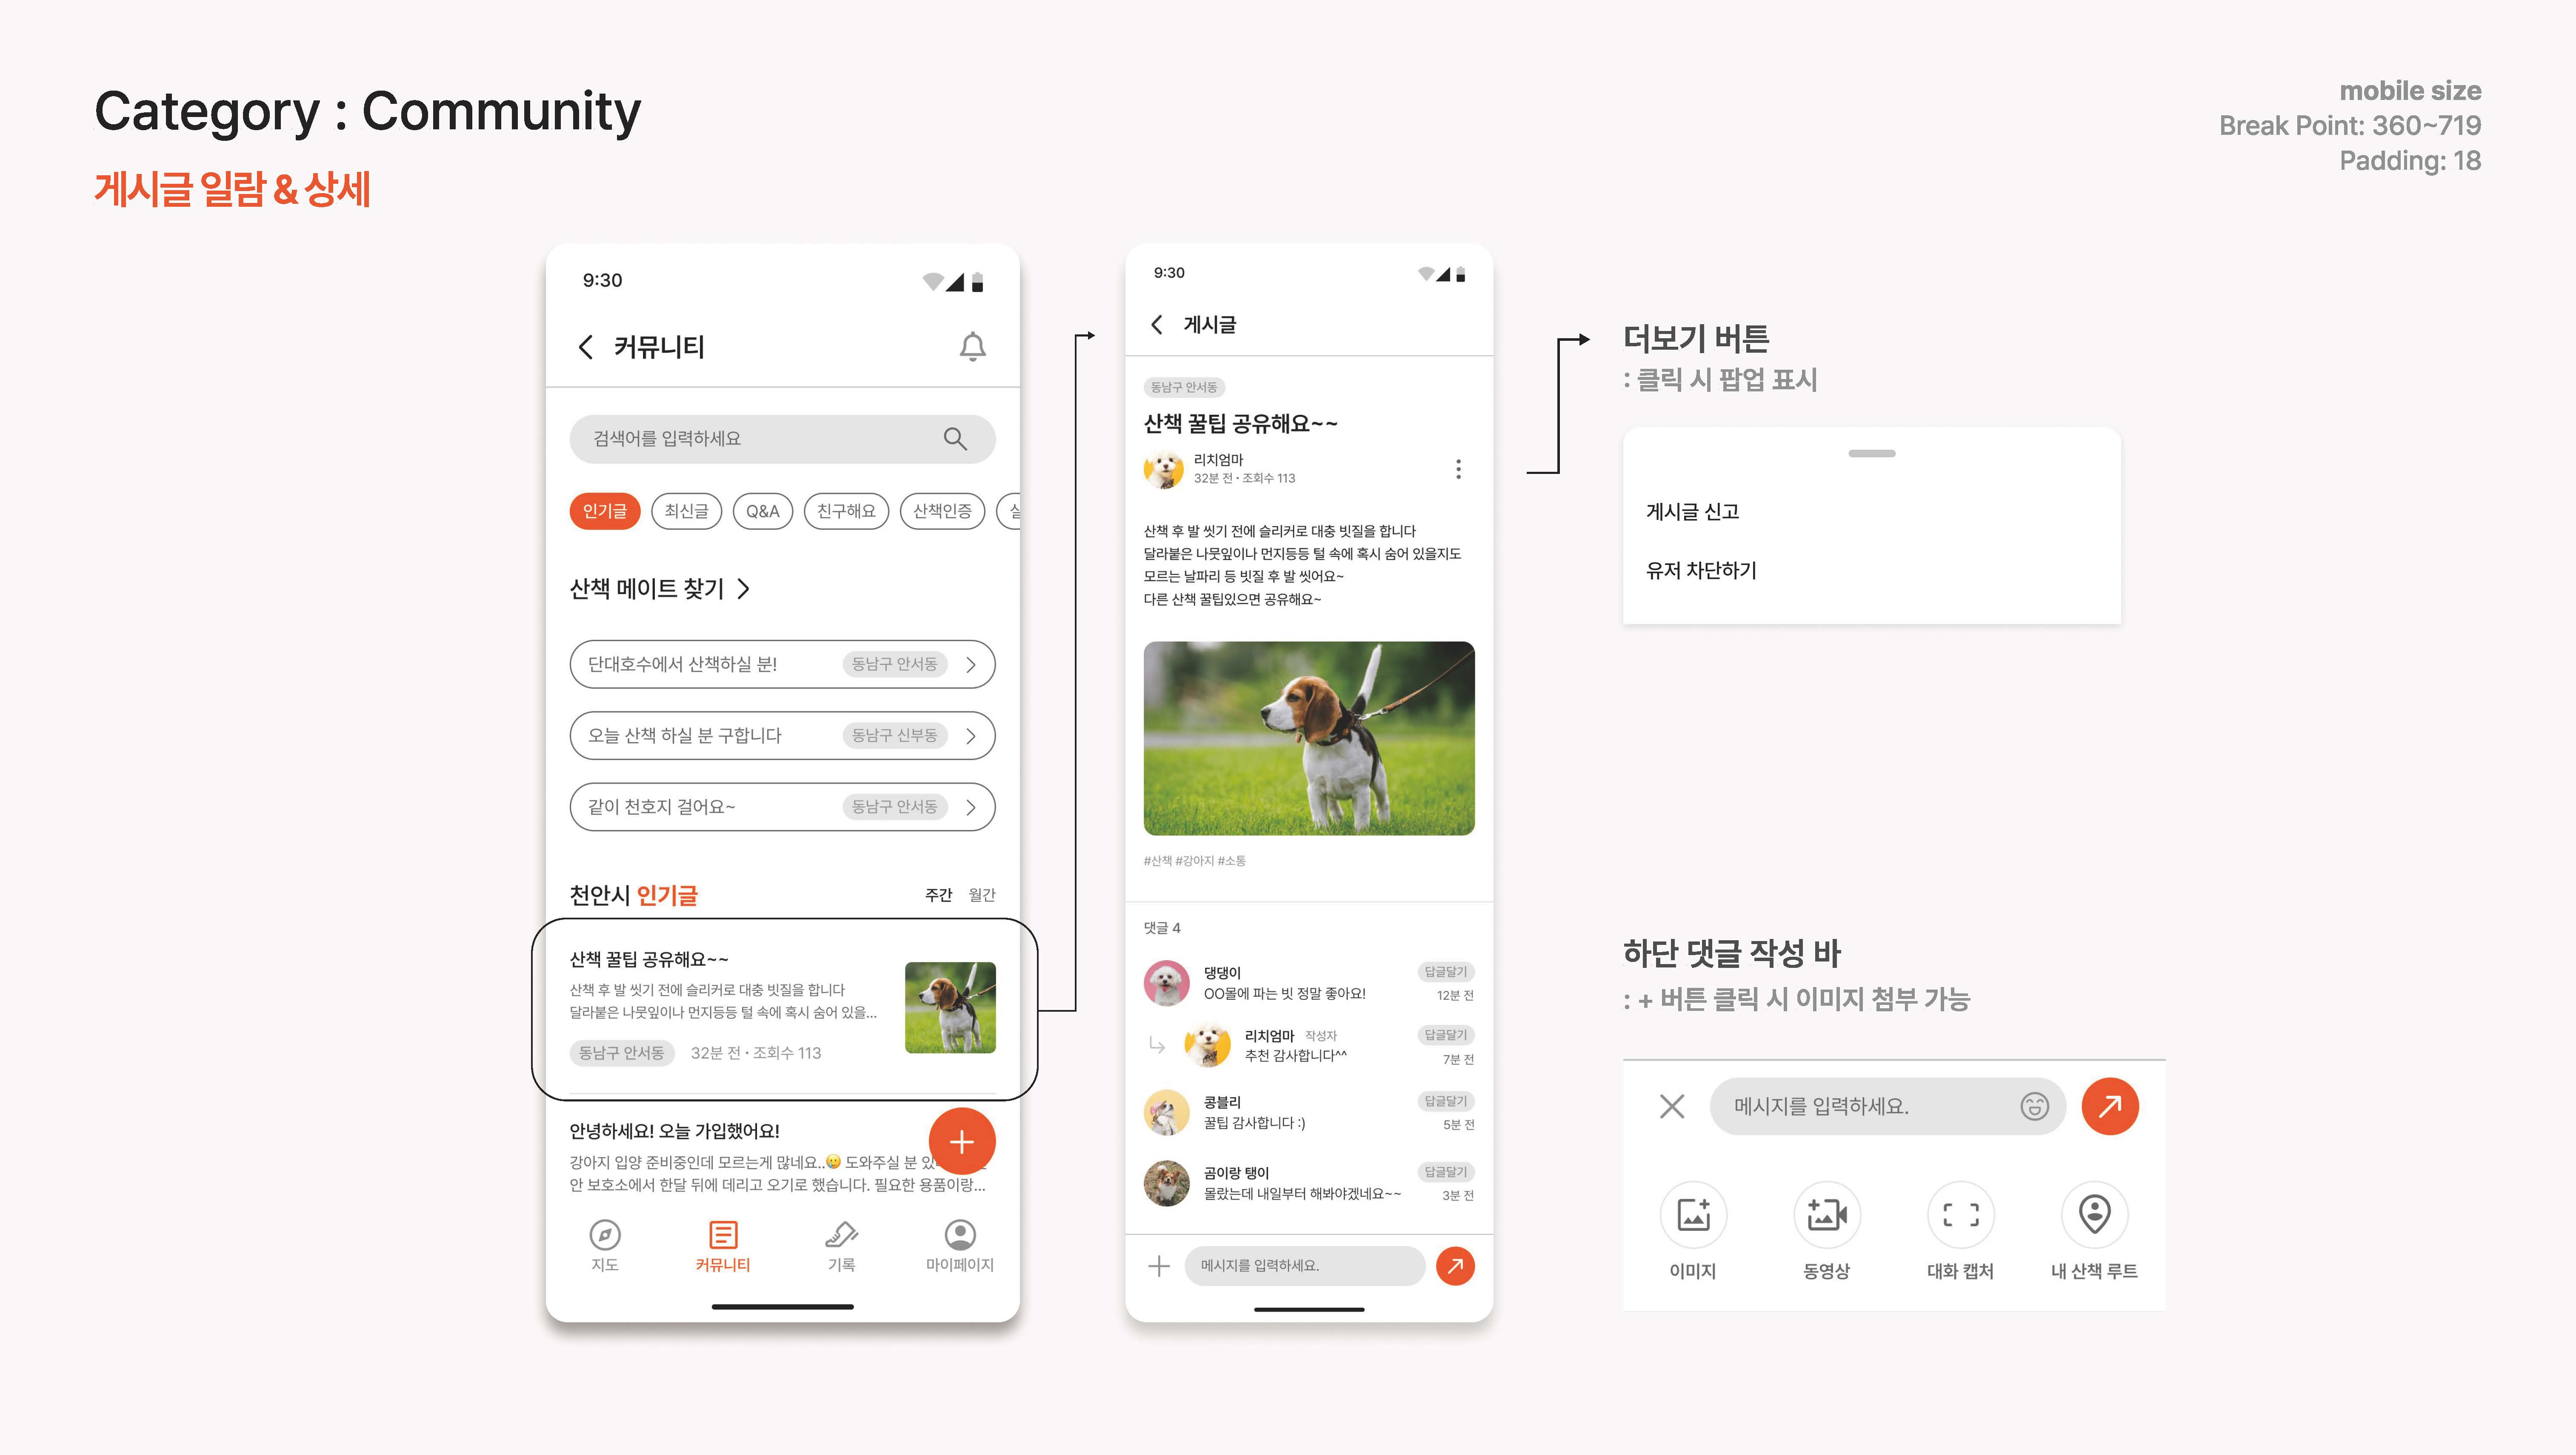 Category : Community
게시글 일람 & 상세
mobile size
Break Point: 360~719
Padding: 18
9:30
커뮤니티
검색어를 입력하세요
인기글 최신글 Q&A 친구해요 산책인증
산책 메이트 찾기
단대호수에서 산책하실 분! 동남구 안서동
오늘 산책 하실 분 구합니다 동남구 신부동
같이 천호지 걸어요~ 동남구 안서동
천안시 인기글 주간 월간
산책 꿀팁 공유해요~~
산책 후 발 씻기 전에 슬리커로 대충 빗질을 합니다
달라붙은 나뭇잎이나 먼지등등 털 속에 혹시 숨어 있을...
동남구 안서동 32분 전 • 조회수 113
안녕하세요! 오늘 가입했어요!
강아지 입양 준비중인데 모르는게 많네요..🥲 도와주실 분
안 보호소에서 한달 뒤에 데리고 오기로 했습니다. 필요한 용품이랑...
지도 커뮤니티 기록 마이페이지
9:30
게시글
동남구 안서동
산책 꿀팁 공유해요~~
리치엄마
32분 전 • 조회수 113
산책 후 발 씻기 전에 슬리커로 대충 빗질을 합니다
달라붙은 나뭇잎이나 먼지등등 털 속에 혹시 숨어 있을지도
모르는 날파리 등 빗질 후 발 씻어요~
다른 산책 꿀팁있으면 공유해요~
#산책 #강아지 #소통
댓글 4
댕댕이 답글달기
OO몰에 파는 빗 정말 좋아요! 12분 전
리치엄마 작성자 답글달기
추천 감사합니다^^ 7분 전
콩블리 답글달기
꿀팁 감사합니다 :) 5분 전
곰이랑 탱이 답글달기
몰랐는데 내일부터 해봐야겠네요~~ 3분 전
메시지를 입력하세요.
더보기 버튼
: 클릭 시 팝업 표시
게시글 신고
유저 차단하기
하단 댓글 작성 바
: + 버튼 클릭 시 이미지 첨부 가능
메시지를 입력하세요.
이미지 동영상 대화 캡처 내 산책 루트